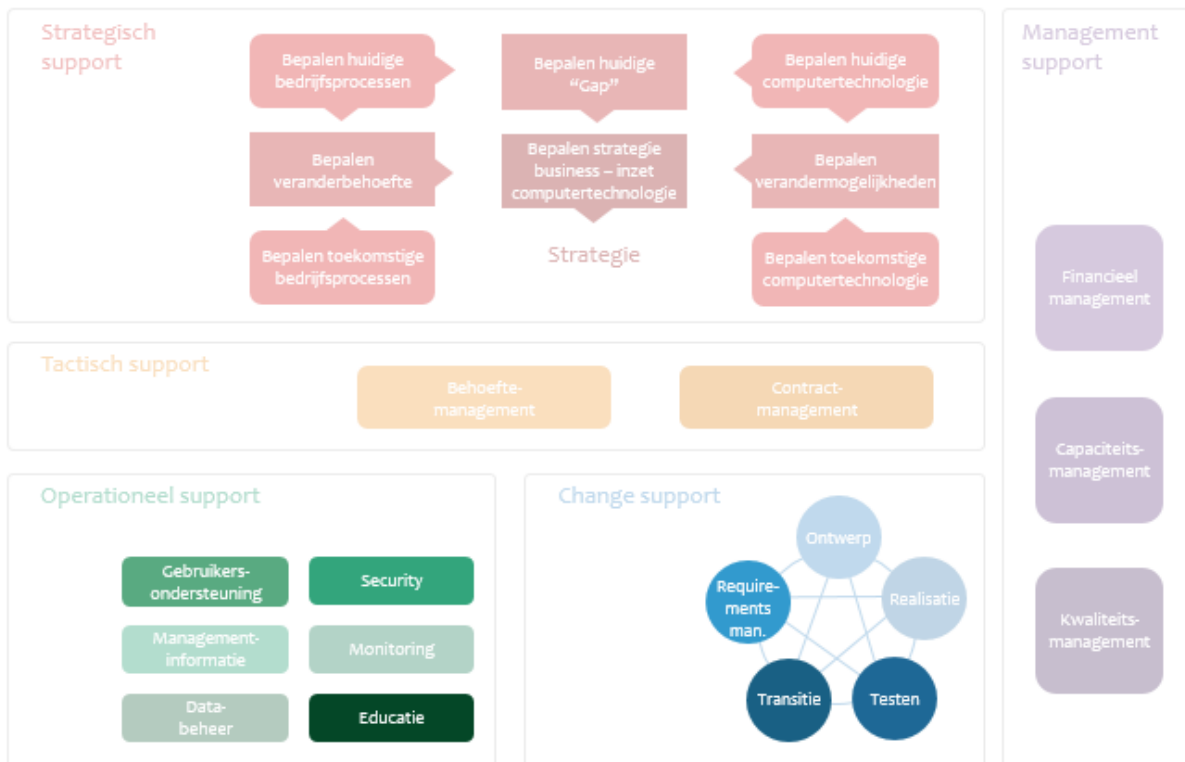 Strategisch
support
Bepalen huidige
bedrijfsprocessen
Bepalen huidige
“Gap”
Bepalen huidige
computertechnologie
Bepalen
veranderbehoefte
Bepalen strategie
business – inzet
computertechnologie
Bepalen
verandermogelijkheden
Bepalen toekomstige
bedrijfsprocessen
Strategie
Bepalen toekomstige
computertechnologie
Tactisch support
Behoefte-
management
Contract-
management
Operationeel support
Gebruikers-
ondersteuning
Security
Management-
informatie
Monitoring
Data-
beheer
Educatie
Change support
Ontwerp
Require-
ments
man.
Realisatie
Transitie
Testen
Management
support
Financieel
management
Capaciteits-
management
Kwaliteits-
management